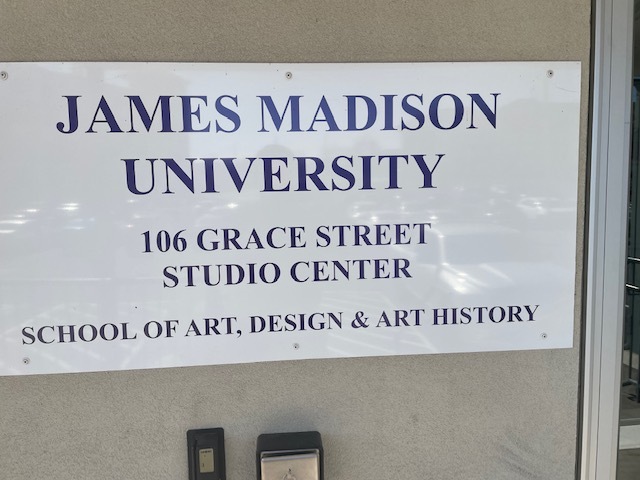 JAMES MADISON
UNIVERSITY
106 GRACE STREET
STUDIO CENTER
SCHOOL OF ART, DESIGN & ART HISTORY